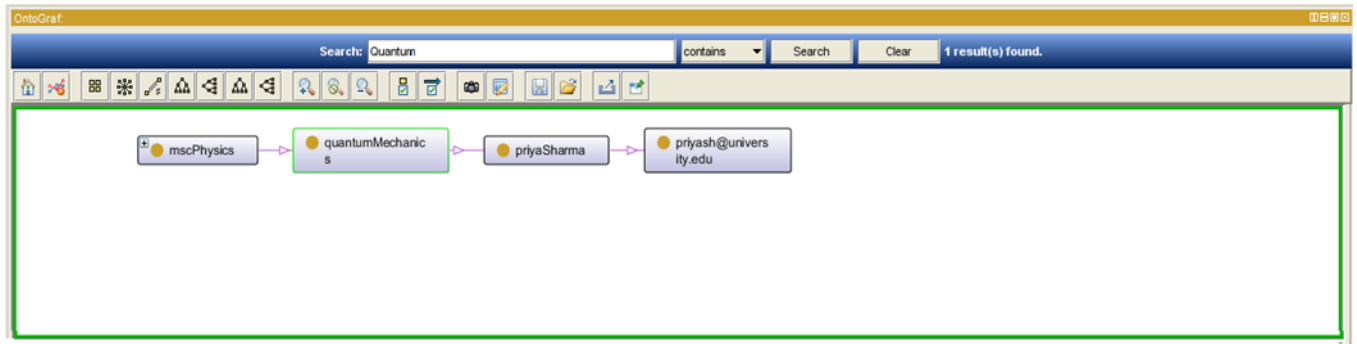 OntoGraf:
Search: Quantum contains Search Clear 1 result(s) found.
mscPhysics quantumMechanic
s priyaSharma priyash@univers
ity.edu